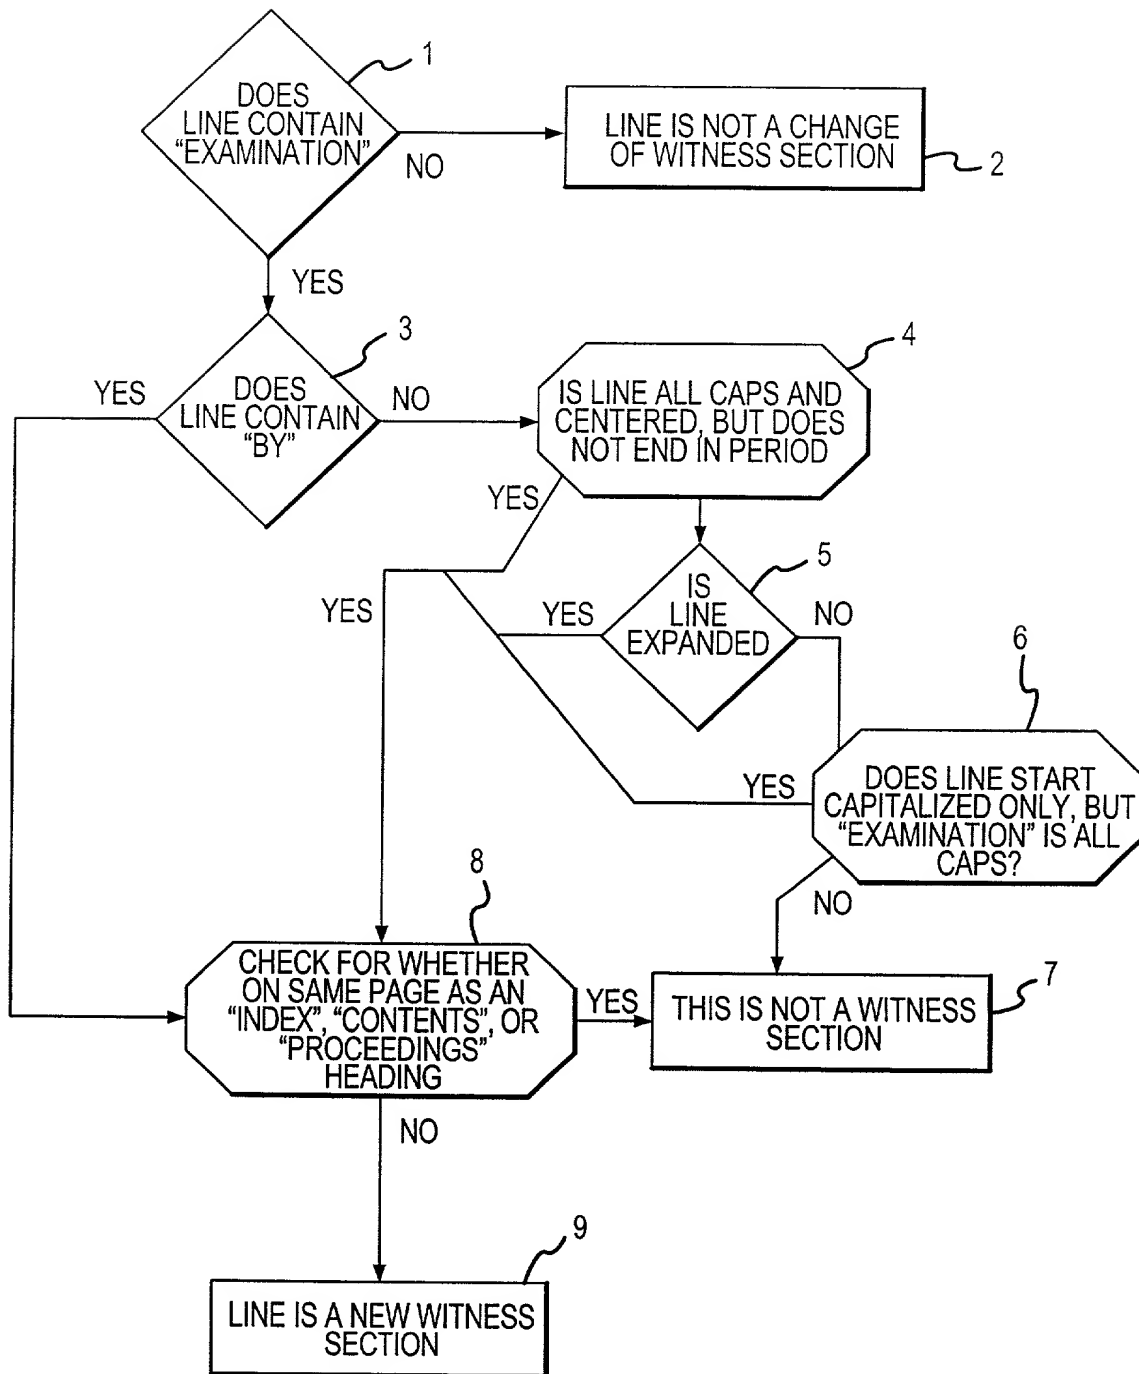 1
DOES
LINE CONTAIN
"EXAMINATION"
NO
LINE IS NOT A CHANGE
OF WITNESS SECTION
2
YES
3
YES
DOES
LINE CONTAIN
"BY"
NO
4
IS LINE ALL CAPS AND
CENTERED, BUT DOES
NOT END IN PERIOD
YES
5
IS
LINE
EXPANDED
YES
NO
YES
6
DOES LINE START
CAPITALIZED ONLY, BUT
"EXAMINATION" IS ALL
CAPS?
YES
NO
8
CHECK FOR WHETHER
ON SAME PAGE AS AN
"INDEX", "CONTENTS", OR
"PROCEEDINGS"
HEADING
YES
7
THIS IS NOT A WITNESS
SECTION
NO
9
LINE IS A NEW WITNESS
SECTION